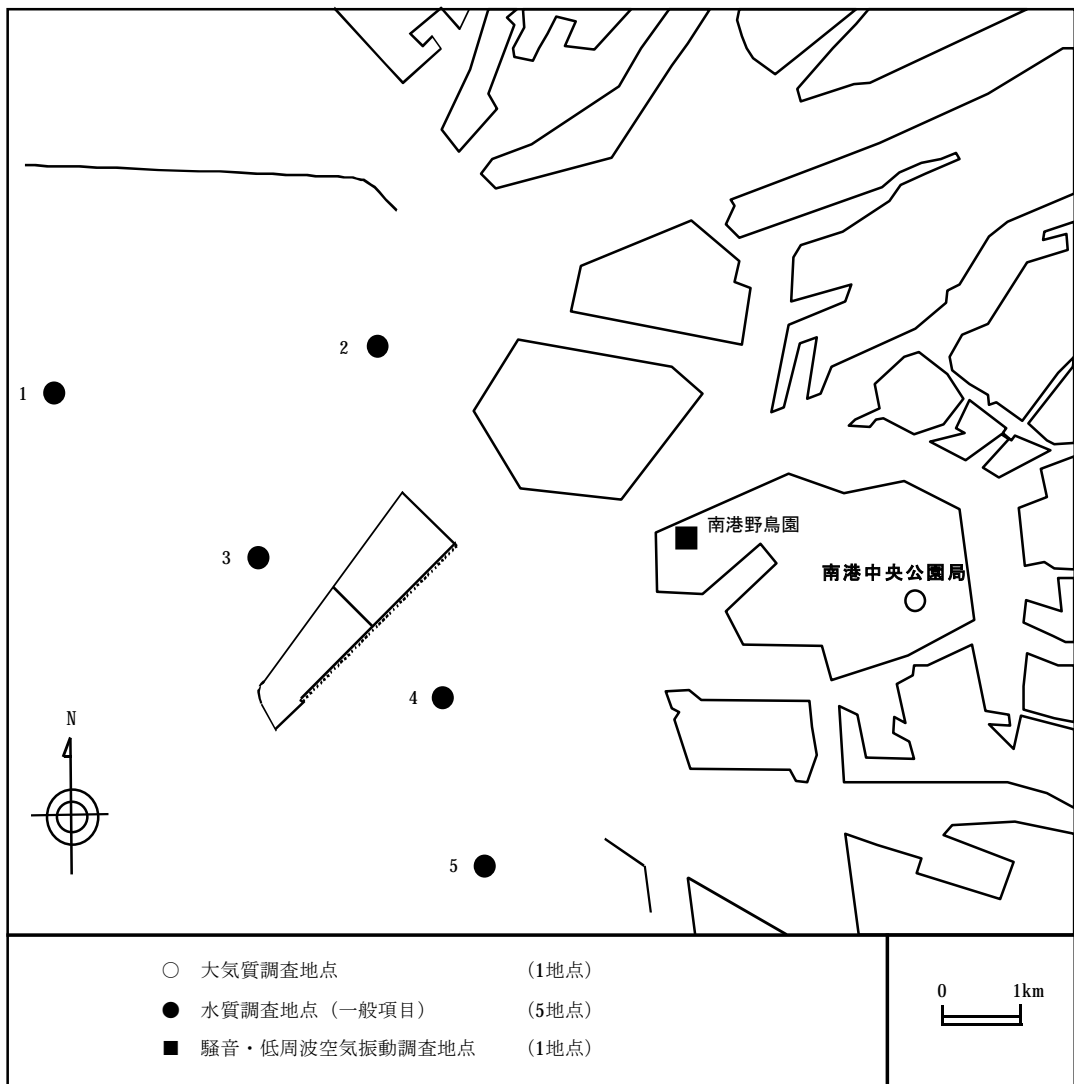 2
1
南港野鳥園
3
南港中央公園局
4
N
5
○ 大気質調査地点 (1地点)
● 水質調査地点(一般項目) (5地点)
■ 騒音・低周波空気振動調査地点 (1地点)
0 1km